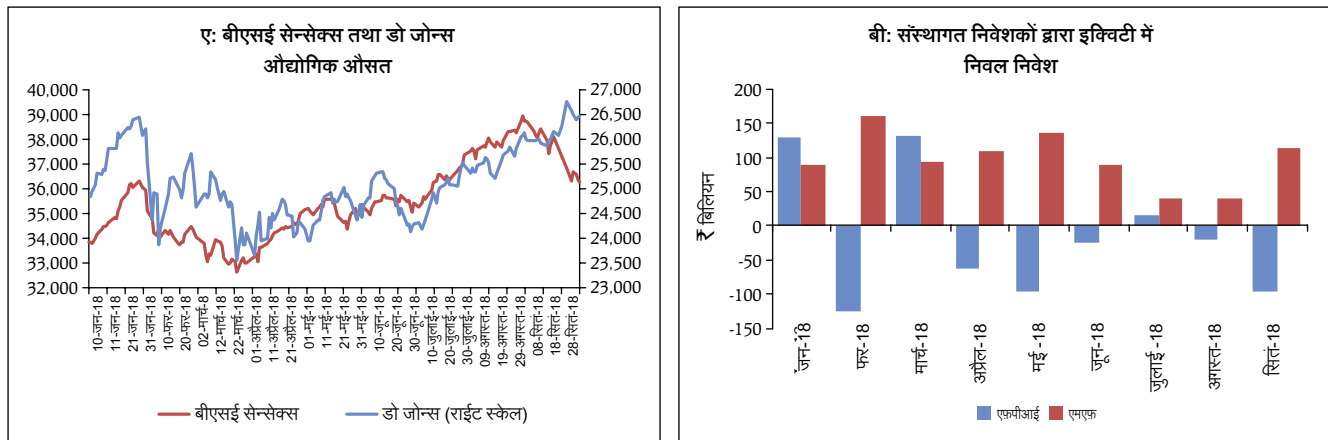 ए: बीएसई सेन्सेक्स तथा डो जोन्स
औद्योगिक औसत
40,000
39,000
38,000
37,000
36,000
35,000
34,000
33,000
32,000
27,000
26,500
26,000
25,500
25,000
24,500
24,000
23,500
23,000
10-जन-18
11-जन-18
21-जन-18
31-जन-18
10-फर-18
20-फर-18
02-मार्च-8
12-मार्च-18
22-मार्च-18
01-अप्रैल-18
11-अप्रैल-18
21-अप्रैल-18
01-मई-18
11-मई-18
21-मई-18
31-मई-18
10-जून-18
20-जून-18
30-जून-18
10-जुलाई-18
20-जुलाई-18
30-जुलाई-18
09-अगस्त-18
19-अगस्त-18
29-अगस्त-18
08-सितं-18
18-सितं-18
28-सितं-18
बीएसई सेन्सेक्स
डो जोन्स (राईट स्केल)
बी: संस्थागत निवेशकों द्वारा इक्विटी में
निवल निवेश
₹ बिलियन
200
150
100
50
0
-50
-100
-150
जन-18
फर-18
मार्च-18
अप्रैल-18
मई -18
जून-18
जुलाई -18
अगस्त-18
सितं-18
एफ़पीआई
एमएफ़